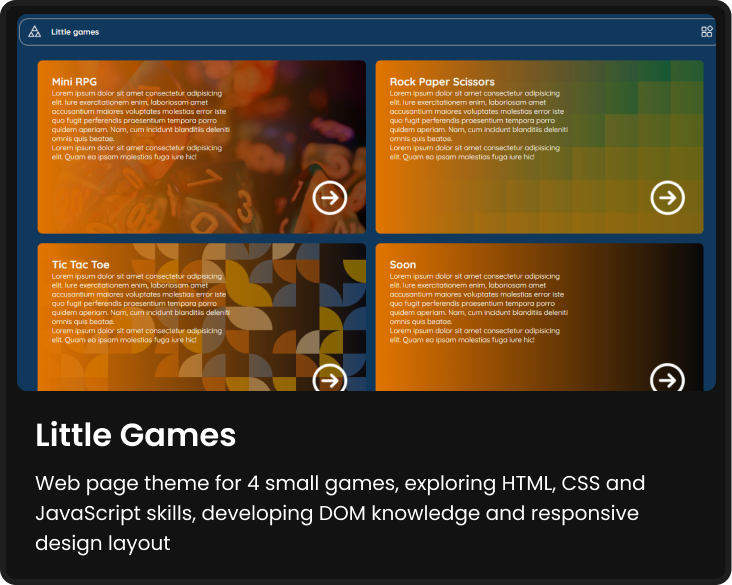 Little games
Mini RPG
Lorem ipsum dolor sit amet consectetur adipisicing
elit. Iure exercitationem enim, laboriosam amet
accusantium maiores voluptates molestias error iste
quo fugit perferendis praesentium tempora porro
quidem aperiam. Nam, cum incidunt blanditiis deleniti
omnis quis beatae.
Lorem ipsum dolor sit amet consectetur adipisicing
elit. Quam ea ipsam molestias fuga iure hic!
Rock Paper Scissors
Lorem ipsum dolor sit amet consectetur adipisicing
elit. Iure exercitationem enim, laboriosam amet
accusantium maiores voluptates molestias error iste
quo fugit perferendis praesentium tempora porro
quidem aperiam. Nam, cum incidunt blanditiis deleniti
omnis quis beatae.
Lorem ipsum dolor sit amet consectetur adipisicing
elit. Quam ea ipsam molestias fuga iure hic!
Tic Tac Toe
Lorem ipsum dolor sit amet consectetur adipisicing
elit. Iure exercitationem enim, laboriosam amet
accusantium maiores voluptates molestias error iste
quo fugit perferendis praesentium tempora porro
quidem aperiam. Nam, cum incidunt blanditiis deleniti
omnis quis beatae.
Lorem ipsum dolor sit amet consectetur adipisicing
elit. Quam ea ipsam molestias fuga iure hic!
Soon
Lorem ipsum dolor sit amet consectetur adipisicing
elit. Iure exercitationem enim, laboriosam amet
accusantium maiores voluptates molestias error iste
quo fugit perferendis praesentium tempora porro
quidem aperiam. Nam, cum incidunt blanditiis deleniti
omnis quis beatae.
Lorem ipsum dolor sit amet consectetur adipisicing
elit. Quam ea ipsam molestias fuga iure hic!
Little Games
Web page theme for 4 small games, exploring HTML, CSS and
JavaScript skills, developing DOM knowledge and responsive
design layout